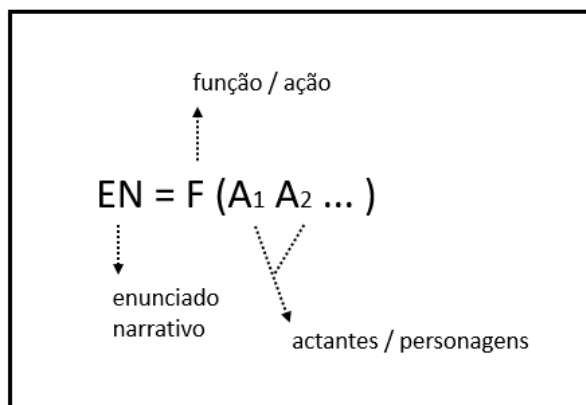 função / ação
EN = F (A1 A2 ... )
enunciado
narrativo
actantes / personagens